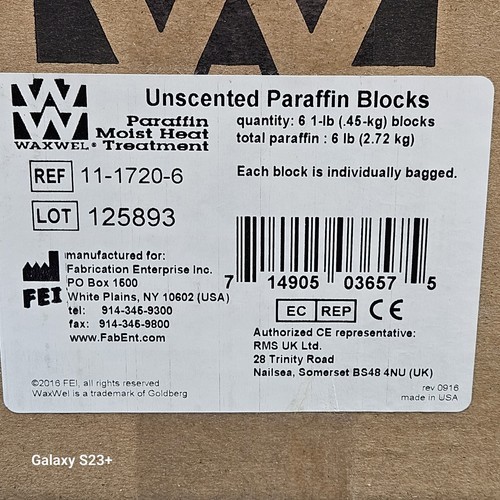 Unscented Paraffin Blocks
WAXWEL®
Paraffin
Moist Heat
Treatment
quantity: 6 1-lb (.45-kg) blocks
total paraffin : 6 lb (2.72 kg)
REF 11-1720-6
Each block is individually bagged.
LOT 125893
manufactured for:
Fabrication Enterprise Inc.
PO Box 1500
White Plains, NY 10602 (USA)
tel: 914-345-9300
fax: 914-345-9800
www.FabEnt.com
FEI
7 14905 03657 5
EC REP CE
Authorized CE representative:
RMS UK Ltd.
28 Trinity Road
Nailsea, Somerset BS48 4NU (UK)
©2016 FEI, all rights reserved
WaxWel is a trademark of Goldberg
rev 0916
made in USA
Galaxy S23+